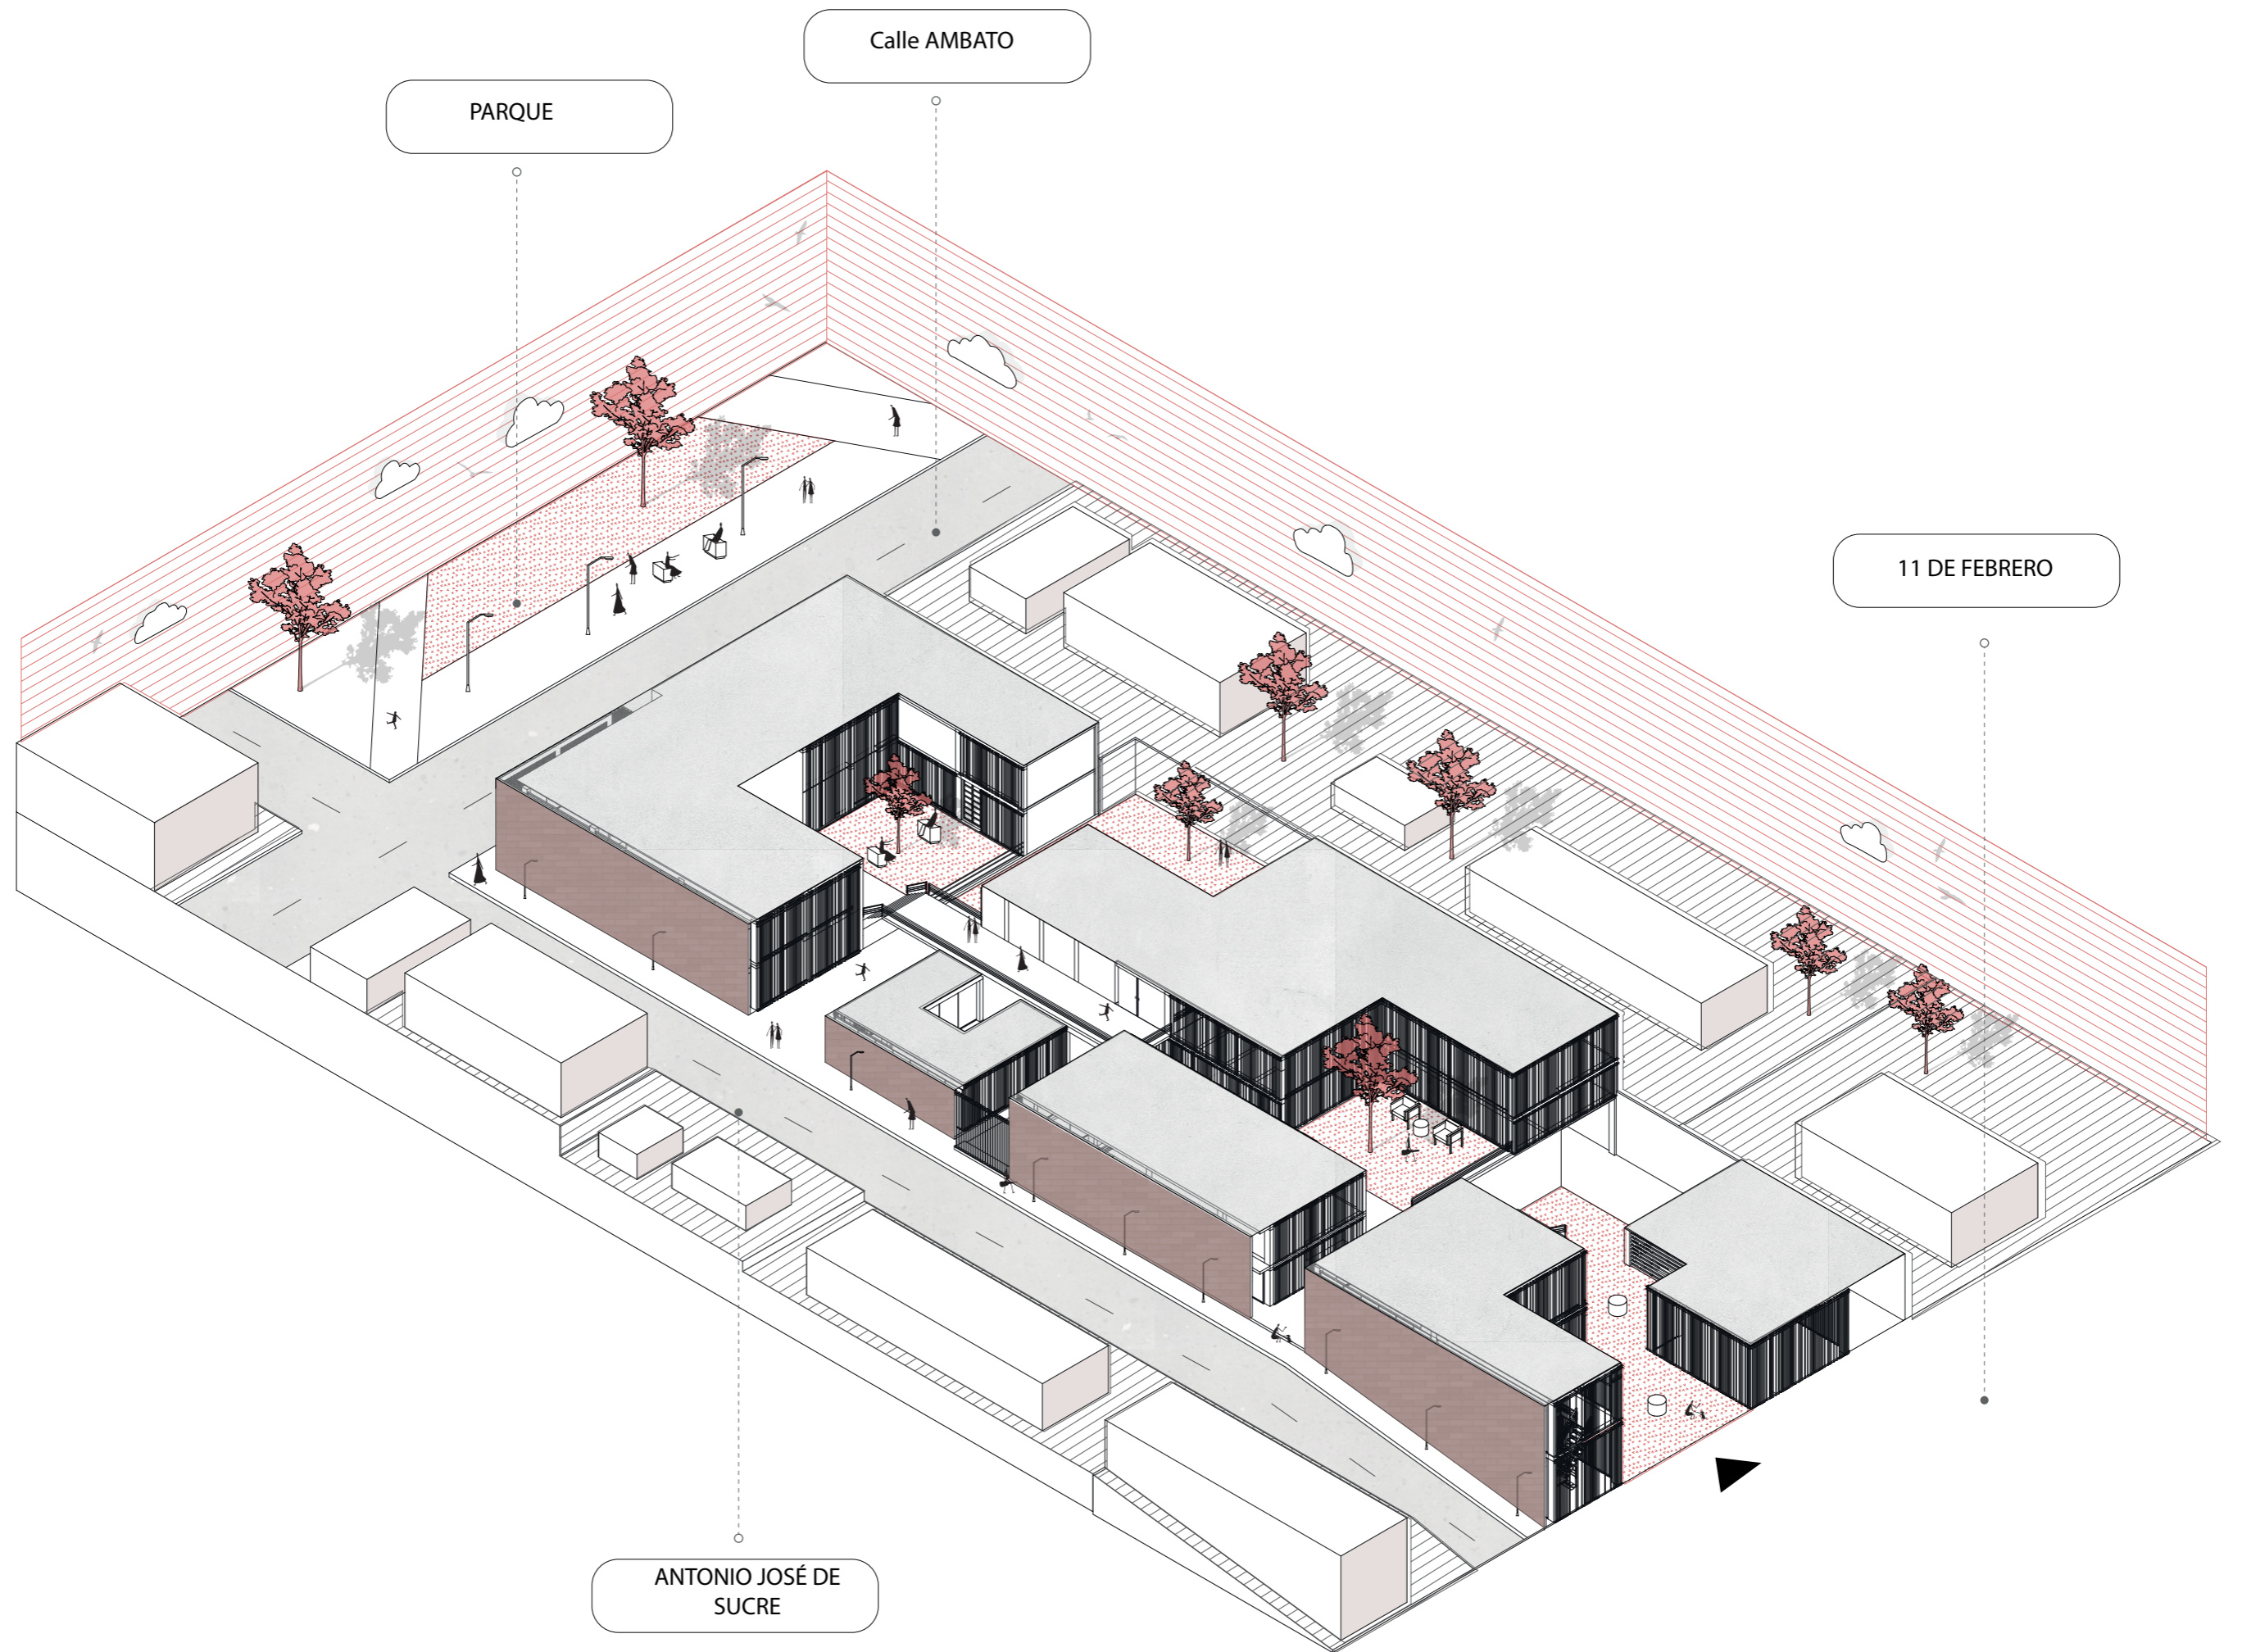 Calle AMBATO
PARQUE
11 DE FEBRERO
ANTONIO JOSÉ DE
SUCRE